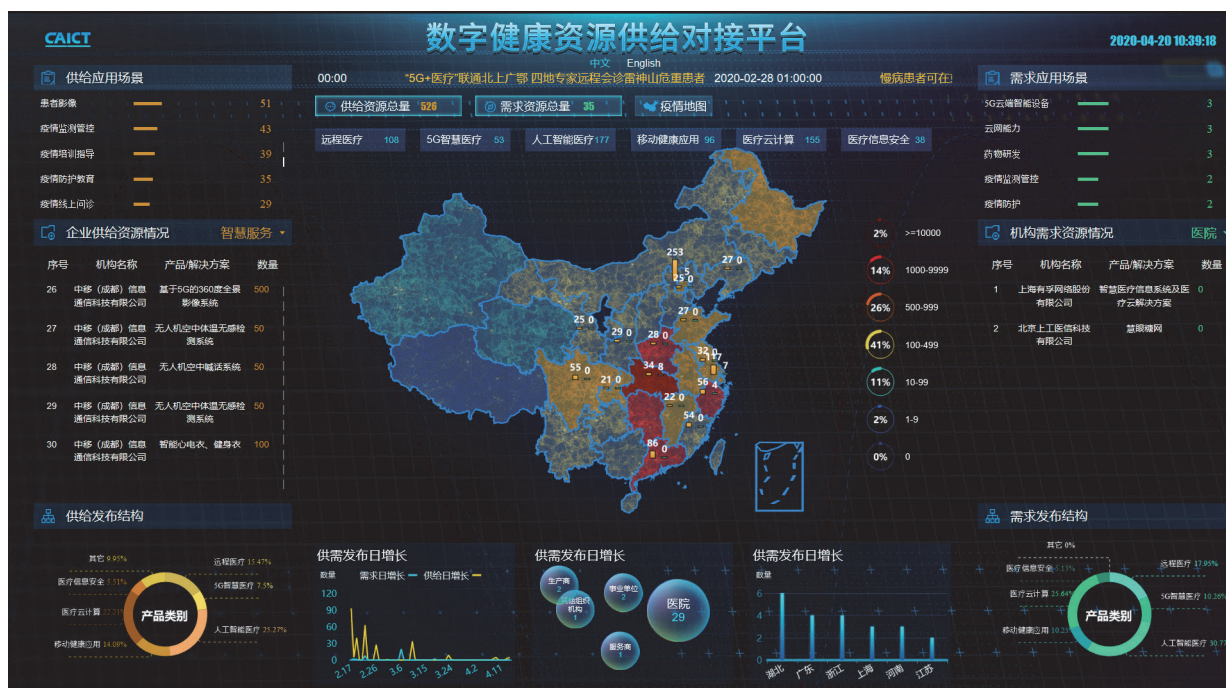 CAICT
数字健康资源供给对接平台
2020-04-20 10:39:18
中文 English
供给应用场景
患者影像 51
疫情监测管控 43
疫情培训指导 39
疫情防护教育 35
疫情线上问诊 29
企业供给资源情况 智慧服务
序号 机构名称 产品/解决方案 数量
26 中移（成都）信息通信科技有限公司 基于5G的360度全景影像系统 500
27 中移（成都）信息通信科技有限公司 无人机空中体温无感检测系统 50
28 中移（成都）信息通信科技有限公司 无人机空中喊话系统 50
29 中移（成都）信息通信科技有限公司 无人机空中体温无感检测系统 50
30 中移（成都）信息通信科技有限公司 智能心电衣、健身衣 100
供给发布结构
其它 9.95%
医疗信息安全 5.51%
医疗云计算
移动健康应用 14.09%
远程医疗 15.47%
5G智慧医疗 7.5%
人工智能医疗 25.27%
产品类别
00:00 "5G+医疗"联通北上广鄂 四地专家远程会诊雷神山危重患者 2020-02-28 01:00:00 慢病患者可在
供给资源总量 526
需求资源总量 35
疫情地图
远程医疗 108
5G智慧医疗 53
人工智能医疗177
移动健康应用 96
医疗云计算 155
医疗信息安全 38
253
5
25 0
27 0
27 0
25 0
29 0
28 0
32 0
117
7
55 0
21 0
34 8
56 4
22 0
54 0
86 0
2% >=10000
14% 1000-9999
26% 500-999
41% 100-499
11% 10-99
2% 1-9
0% 0
供需发布日增长
数量 需求日增长 供给日增长
120
90
60
30
0
2.17 2.26 3.6 3.15 3.24 4.2 4.11
供需发布日增长
生产商 2
机构 1
事业单位 2
医院 29
服务商 1
供需发布日增长
数量
6
4
2
0
湖北 广东 浙江 上海 河南 江苏
需求应用场景
5G云端智能设备 3
云网能力 3
药物研发 3
疫情监测管控 2
疫情防护 2
机构需求资源情况 医院
序号 机构名称 产品/解决方案 数量
1 上海有孚网络股份有限公司 智慧医疗信息系统及医疗云解决方案 0
2 北京上工医信科技有限公司 慧眼糖网 0
需求发布结构
其它 0%
医疗信息安全 5.13%
医疗云计算 25.64%
移动健康应用
远程医疗 17.95%
5G智慧医疗 10.26%
人工智能医疗
产品类别